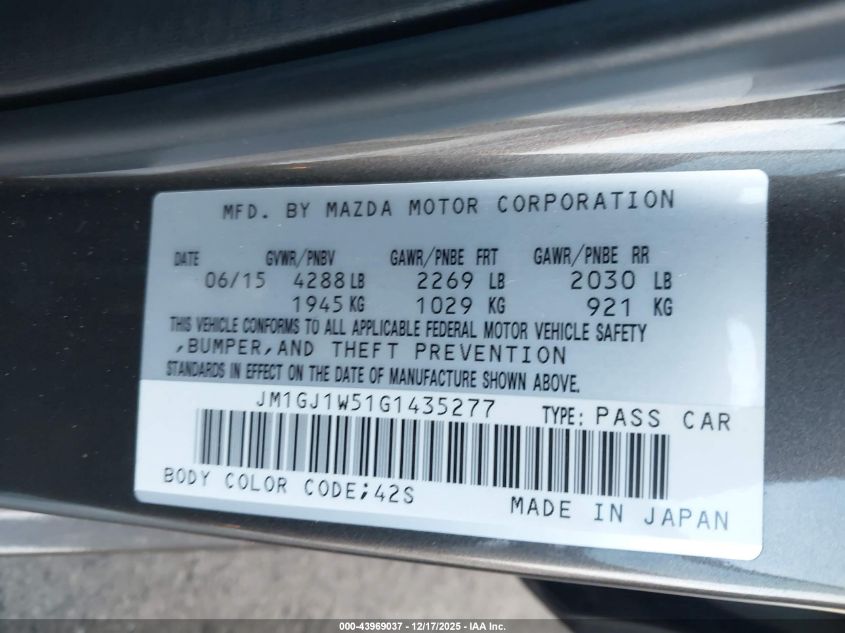 MFD. BY MAZDA MOTOR CORPORATION
DATE GVWR/PNBV GAWR/PNBE FRT GAWR/PNBE RR
06/15 4288 LB 2269 LB 2030 LB
1945 KG 1029 KG 921 KG
THIS VEHICLE CONFORMS TO ALL APPLICABLE FEDERAL MOTOR VEHICLE SAFETY
,BUMPER,AND THEFT PREVENTION
STANDARDS IN EFFECT ON THE DATE OF MANUFACTURE SHOWN ABOVE.
JM1GJ1W51G1435277 TYPE: PASS CAR
BODY COLOR CODE;42S
MADE IN JAPAN
000-43969037 - 12/17/2025 - IAA Inc.